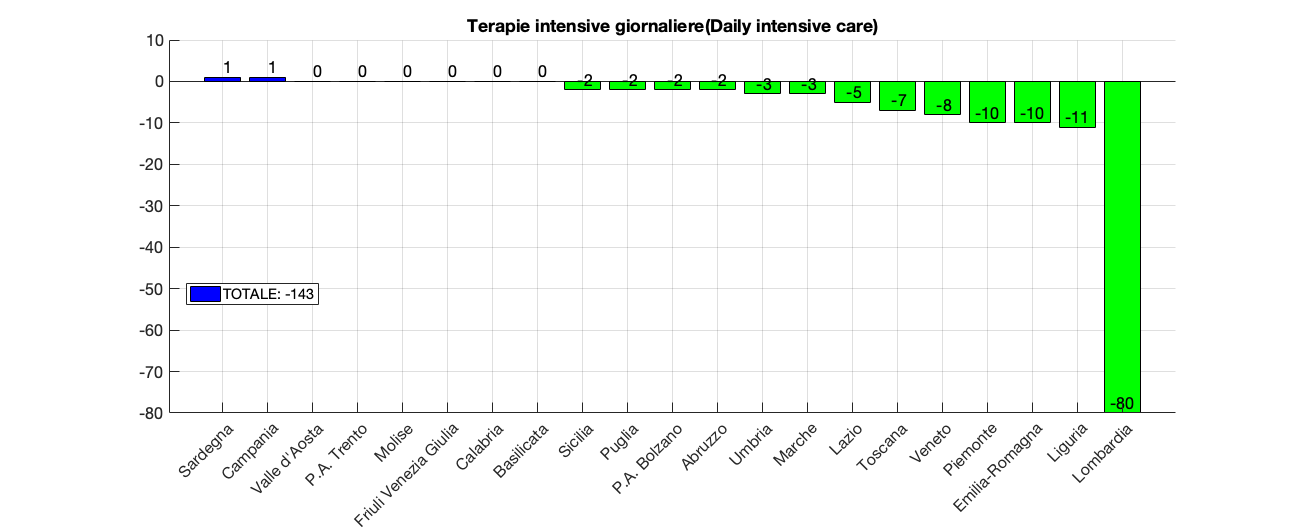 Terapie intensive giornaliere(Daily intensive care)
10
0
-10
-20
-30
-40
-50
-60
-70
-80
1
1
0
0
0
0
0
0
-2
-2
-2
-2
-3
-3
-5
-7
-8
-10
-10
-11
-80
TOTALE: -143
Sardegna
Campania
Valle d'Aosta
P.A. Trento
Molise
Friuli Venezia Giulia
Calabria
Basilicata
Sicilia
Puglia
P.A. Bolzano
Abruzzo
Umbria
Marche
Lazio
Toscana
Veneto
Piemonte
Emilia-Romagna
Liguria
Lombardia